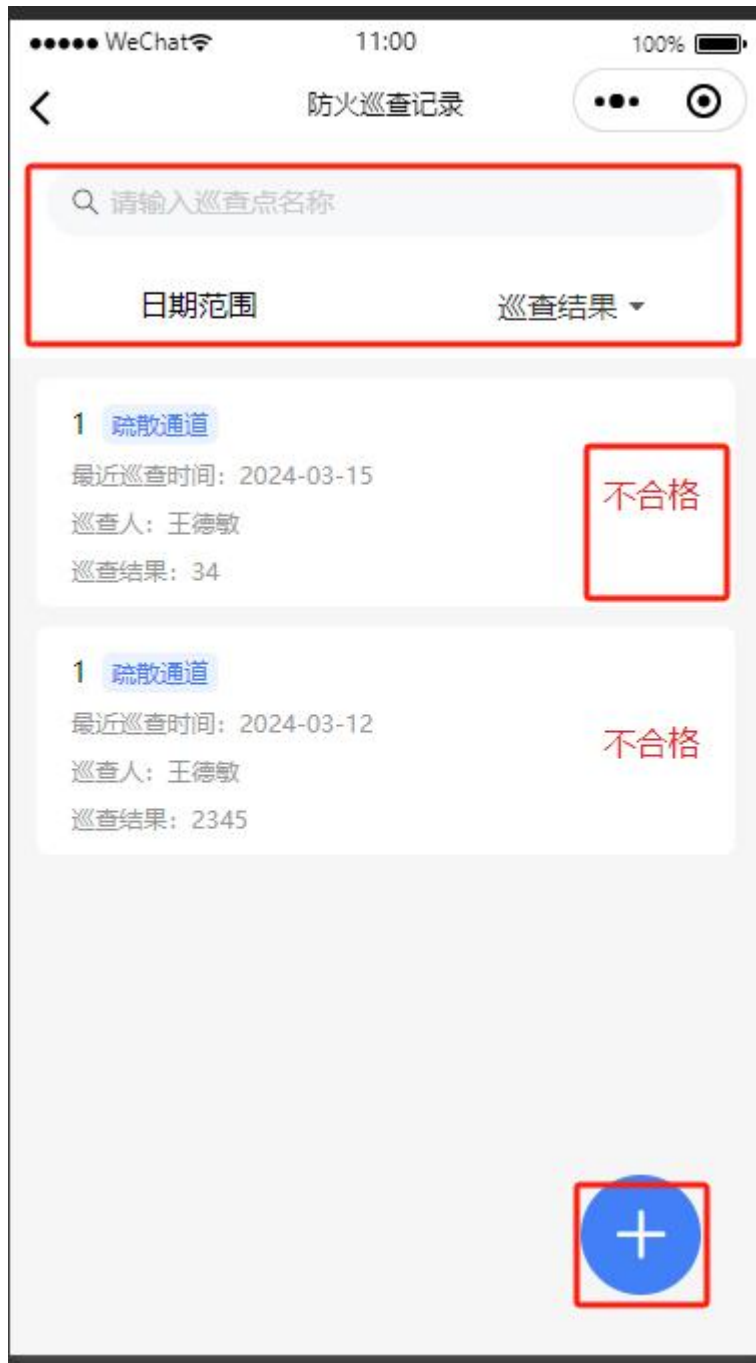 WeChat 11:00 100%
防火巡查记录
请输入巡查点名称
日期范围 巡查结果
1 疏散通道
最近巡查时间：2024-03-15
不合格
巡查人：王德敏
巡查结果：34
1 疏散通道
最近巡查时间：2024-03-12
不合格
巡查人：王德敏
巡查结果：2345